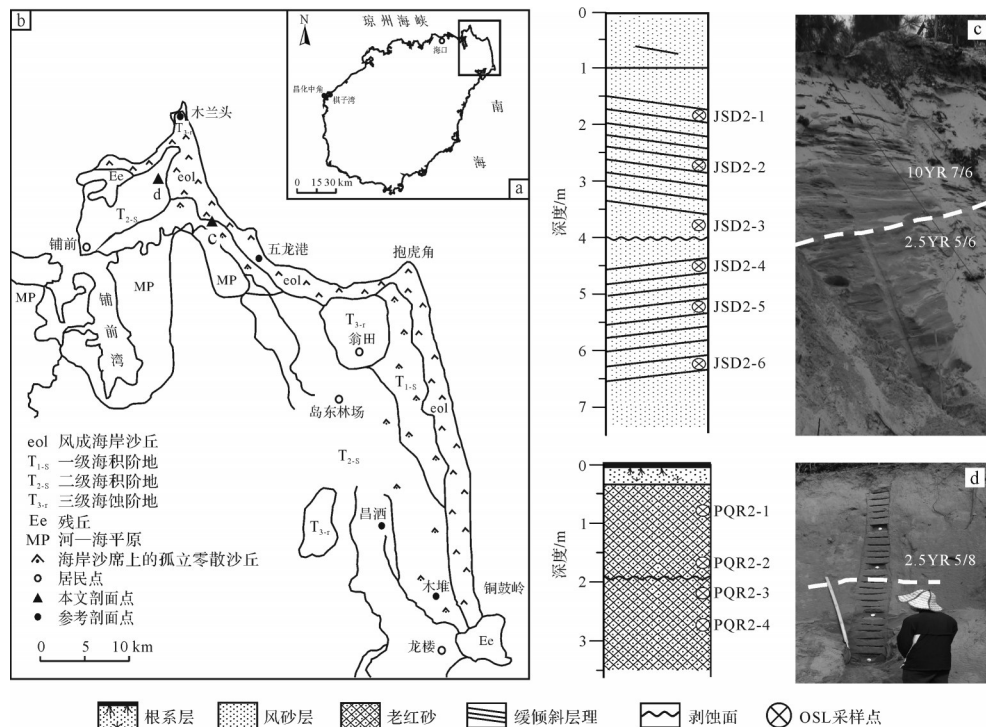 b
N
琼州海峡
海口
昌化中角
棋子湾
南
海
0 15 30 km
a
木兰头
T₁₋ᵣ
Ee
d
eol
T₂₋S
c
铺前
五龙港
抱虎角
MP
MP
MP
eol
铺
前
湾
T₃₋r
翁田
T₁₋S
eol
岛东林场
T₂₋S
T₃₋r
昌洒
木堆
铜鼓岭
龙楼
Ee
eol 风成海岸沙丘
T₁₋S 一级海积阶地
T₂₋S 二级海积阶地
T₃₋r 三级海蚀阶地
Ee 残丘
MP 河—海平原
海岸沙席上的孤立零散沙丘
居民点
本文剖面点
参考剖面点
0 10 km
深度/m
0
1
2
3
4
5
6
7
JSD2-1
JSD2-2
JSD2-3
JSD2-4
JSD2-5
JSD2-6
c
10YR 7/6
2.5YR 5/6
深度/m
0
1
2
3
PQR2-1
PQR2-2
PQR2-3
PQR2-4
d
2.5YR 5/8
根系层 风砂层 老红砂 缓倾斜层理 剥蚀面 OSL采样点